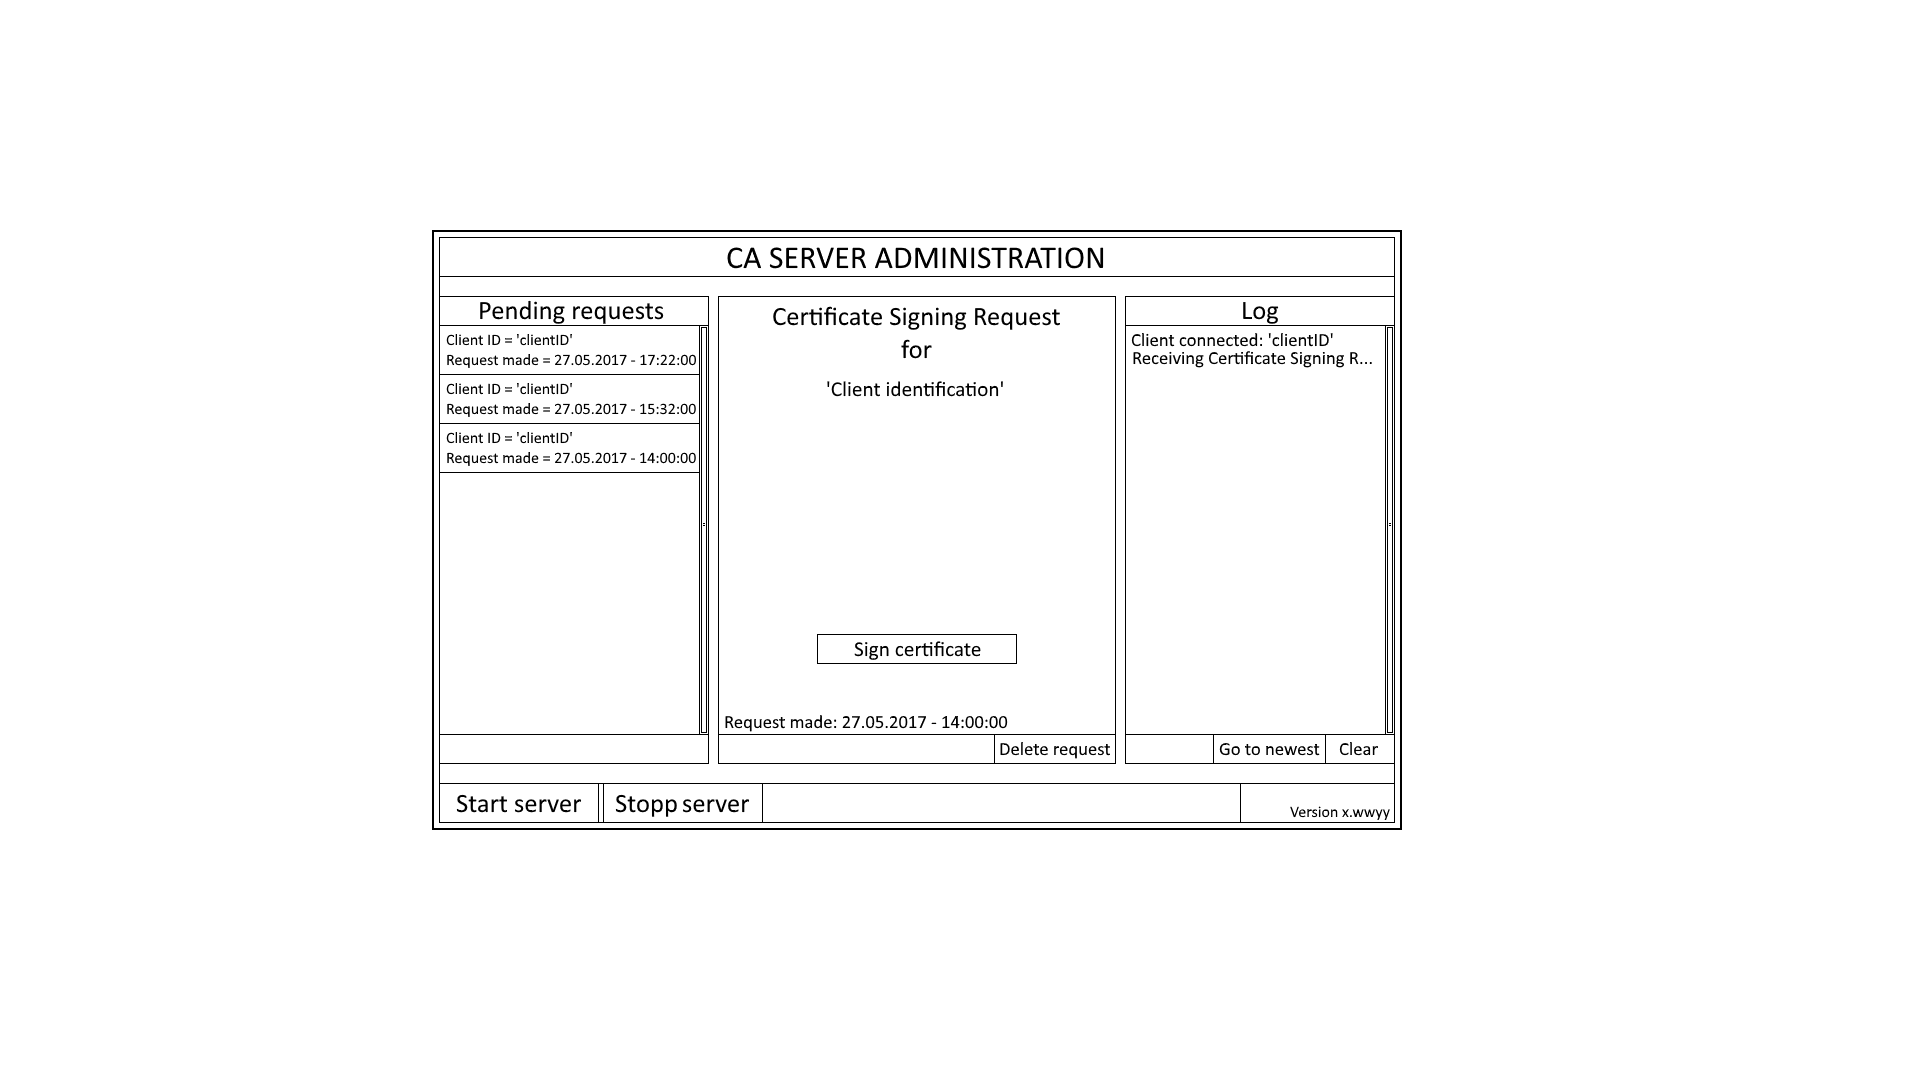 CA SERVER ADMINISTRATION
Pending requests
Client ID = 'clientID'
Request made = 27.05.2017 - 17:22:00
Client ID = 'clientID'
Request made = 27.05.2017 - 15:32:00
Client ID = 'clientID'
Request made = 27.05.2017 - 14:00:00
Certificate Signing Request
for
'Client identification'
Sign certificate
Request made: 27.05.2017 - 14:00:00
Delete request
Log
Client connected: 'clientID'
Receiving Certificate Signing R...
Go to newest
Clear
Start server
Stopp server
Version x.wwyy